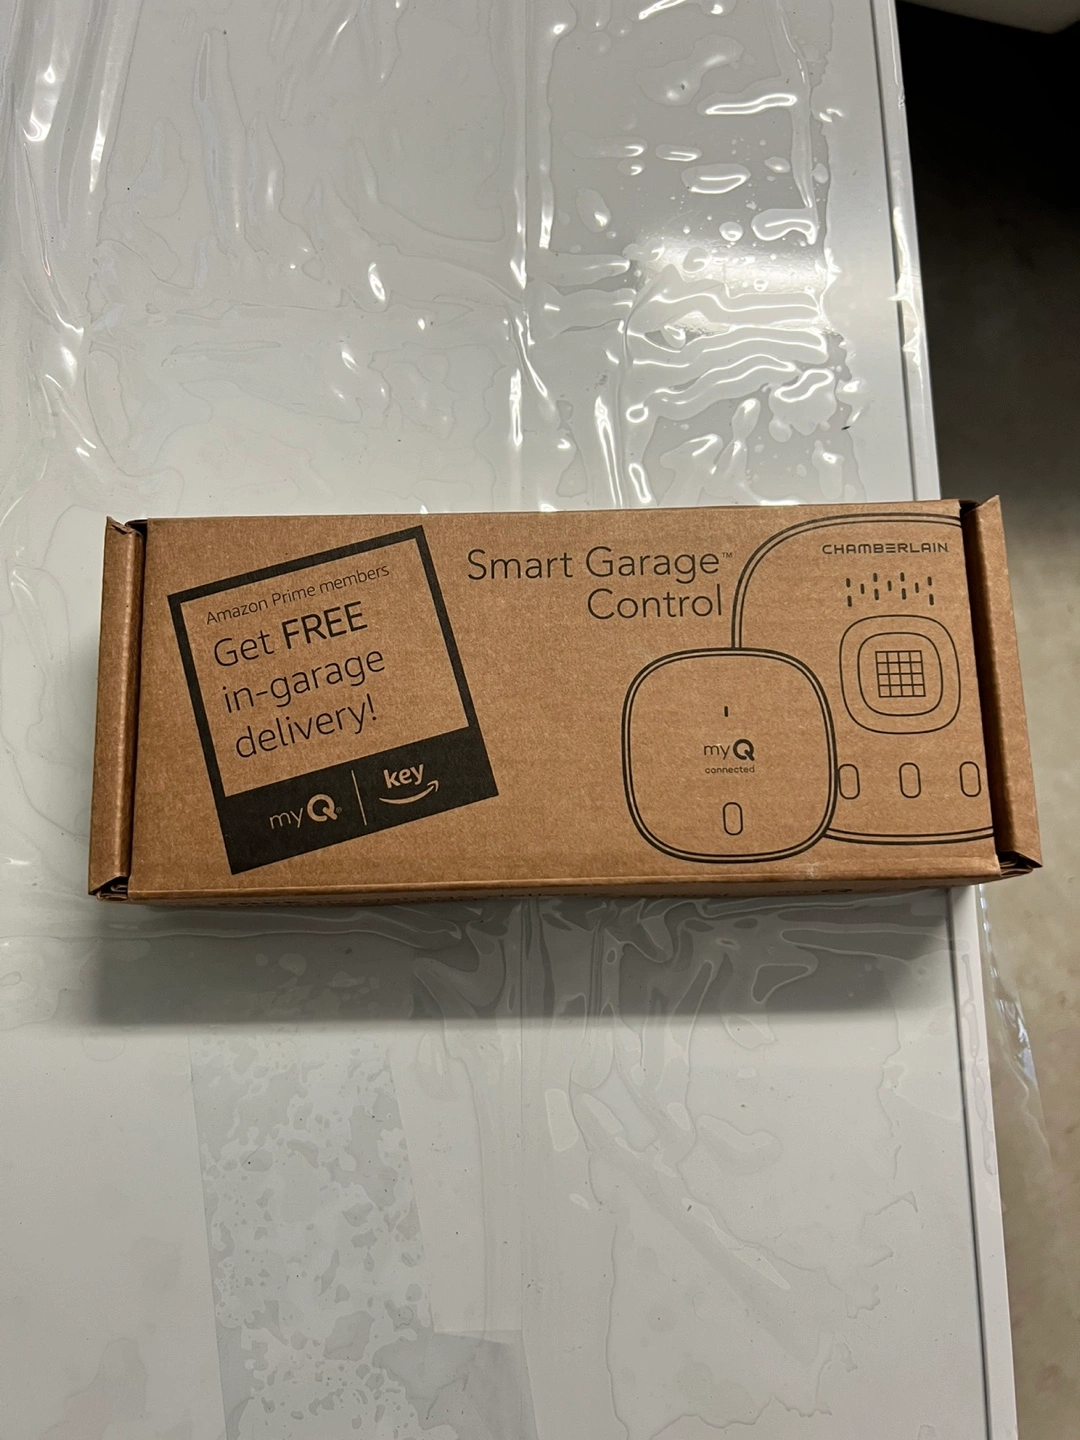 Amazon Prime members
Get FREE
in-garage
delivery!
myQ®
key
Smart Garage™
Control
CHAMBERLAIN
myQ
connected